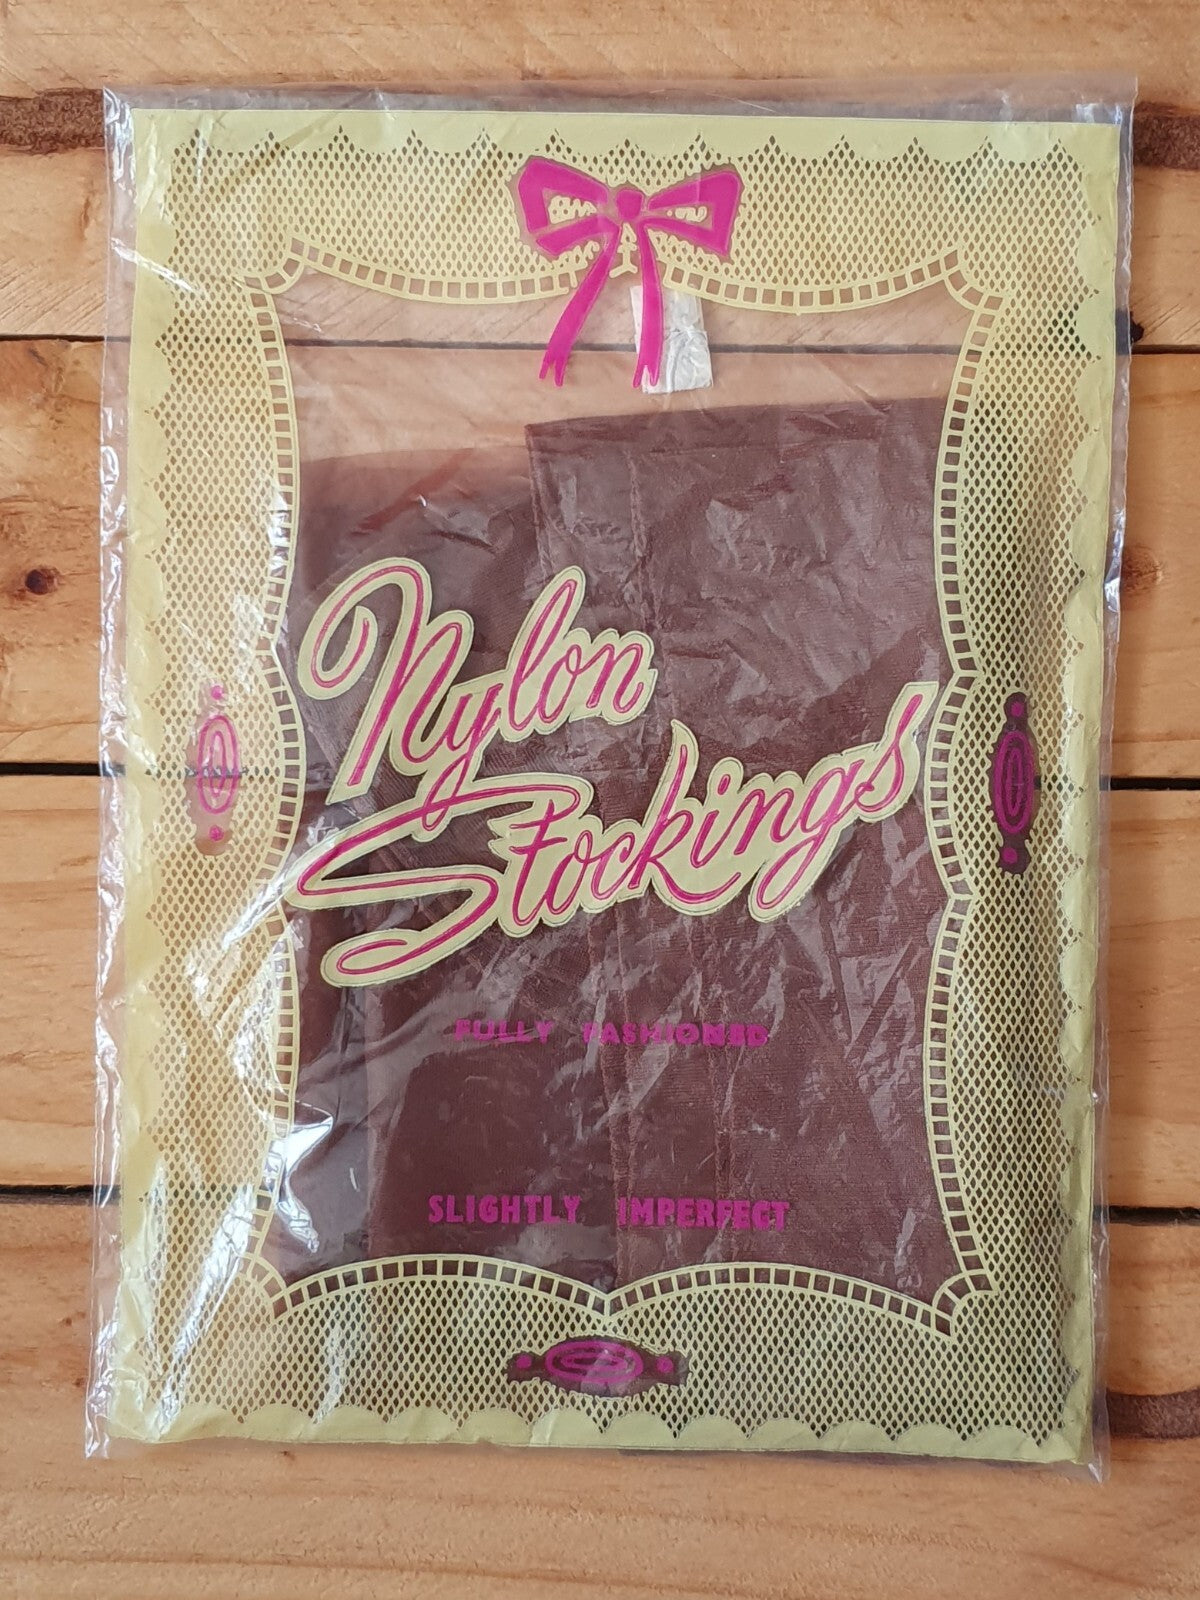 Nylon
Stockings
FULLY FASHIONED
SLIGHTLY IMPERFECT